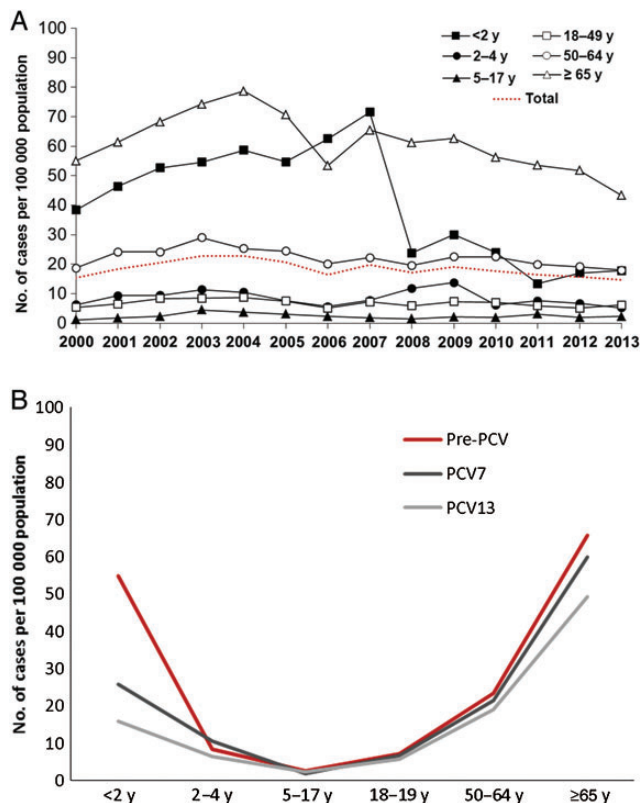 A
100
90
80
70
60
50
40
30
20
10
0
No. of cases per 100 000 population
<2 y
2–4 y
5–17 y
18–49 y
50–64 y
≥ 65 y
Total
2000 2001 2002 2003 2004 2005 2006 2007 2008 2009 2010 2011 2012 2013
B
100
90
80
70
60
50
40
30
20
10
0
No. of cases per 100 000 population
Pre-PCV
PCV7
PCV13
<2 y 2–4 y 5–17 y 18–19 y 50–64 y ≥65 y